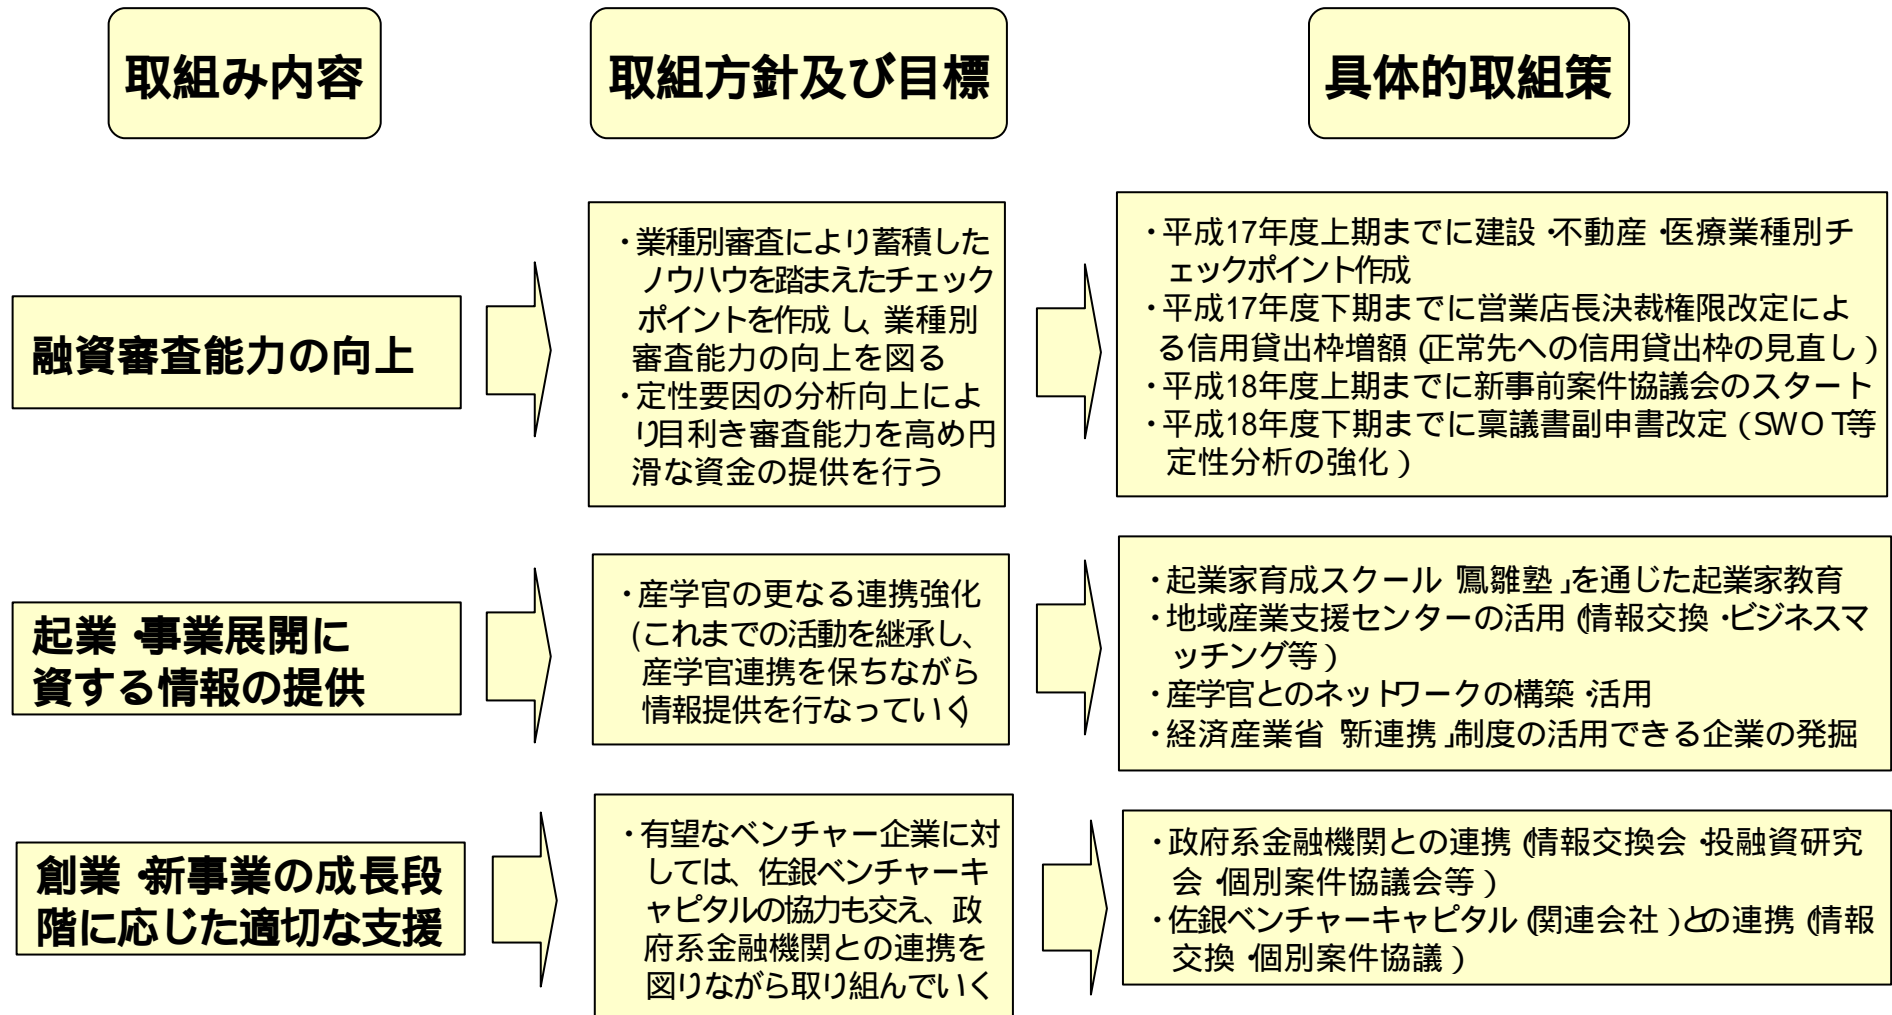 取組み内容
取組方針及び目標
具体的取組策
融資審査能力の向上
・業種別審査により蓄積した
ノウハウを踏まえたチェック
ポイントを作成し、業種別
審査能力の向上を図る
・定性要因の分析向上によ
り目利き審査能力を高め円
滑な資金の提供を行う
・平成17年度上期までに建設・不動産・医療業種別チ
ェックポイント作成
・平成17年度下期までに営業店長決裁権限改定によ
る信用貸出枠増額（正常先への信用貸出枠の見直し）
・平成18年度上期までに新事前案件協議会のスタート
・平成18年度下期までに稟議書副申書改定（SWOT等
定性分析の強化）
起業・事業展開に
資する情報の提供
・産学官の更なる連携強化
（これまでの活動を継承し、
産学官連携を保ちながら
情報提供を行なっていく）
・起業家育成スクール「鳳雛塾」を通じた起業家教育
・地域産業支援センターの活用（情報交換・ビジネスマ
ッチング等）
・産学官とのネットワークの構築・活用
・経済産業省「新連携」制度の活用できる企業の発掘
創業・新事業の成長段
階に応じた適切な支援
・有望なベンチャー企業に対
しては、佐銀ベンチャーキ
ャピタルの協力も交え、政
府系金融機関との連携を
図りながら取り組んでいく
・政府系金融機関との連携（情報交換会・投融資研究
会・個別案件協議会等）
・佐銀ベンチャーキャピタル（関連会社）との連携（情報
交換・個別案件協議）